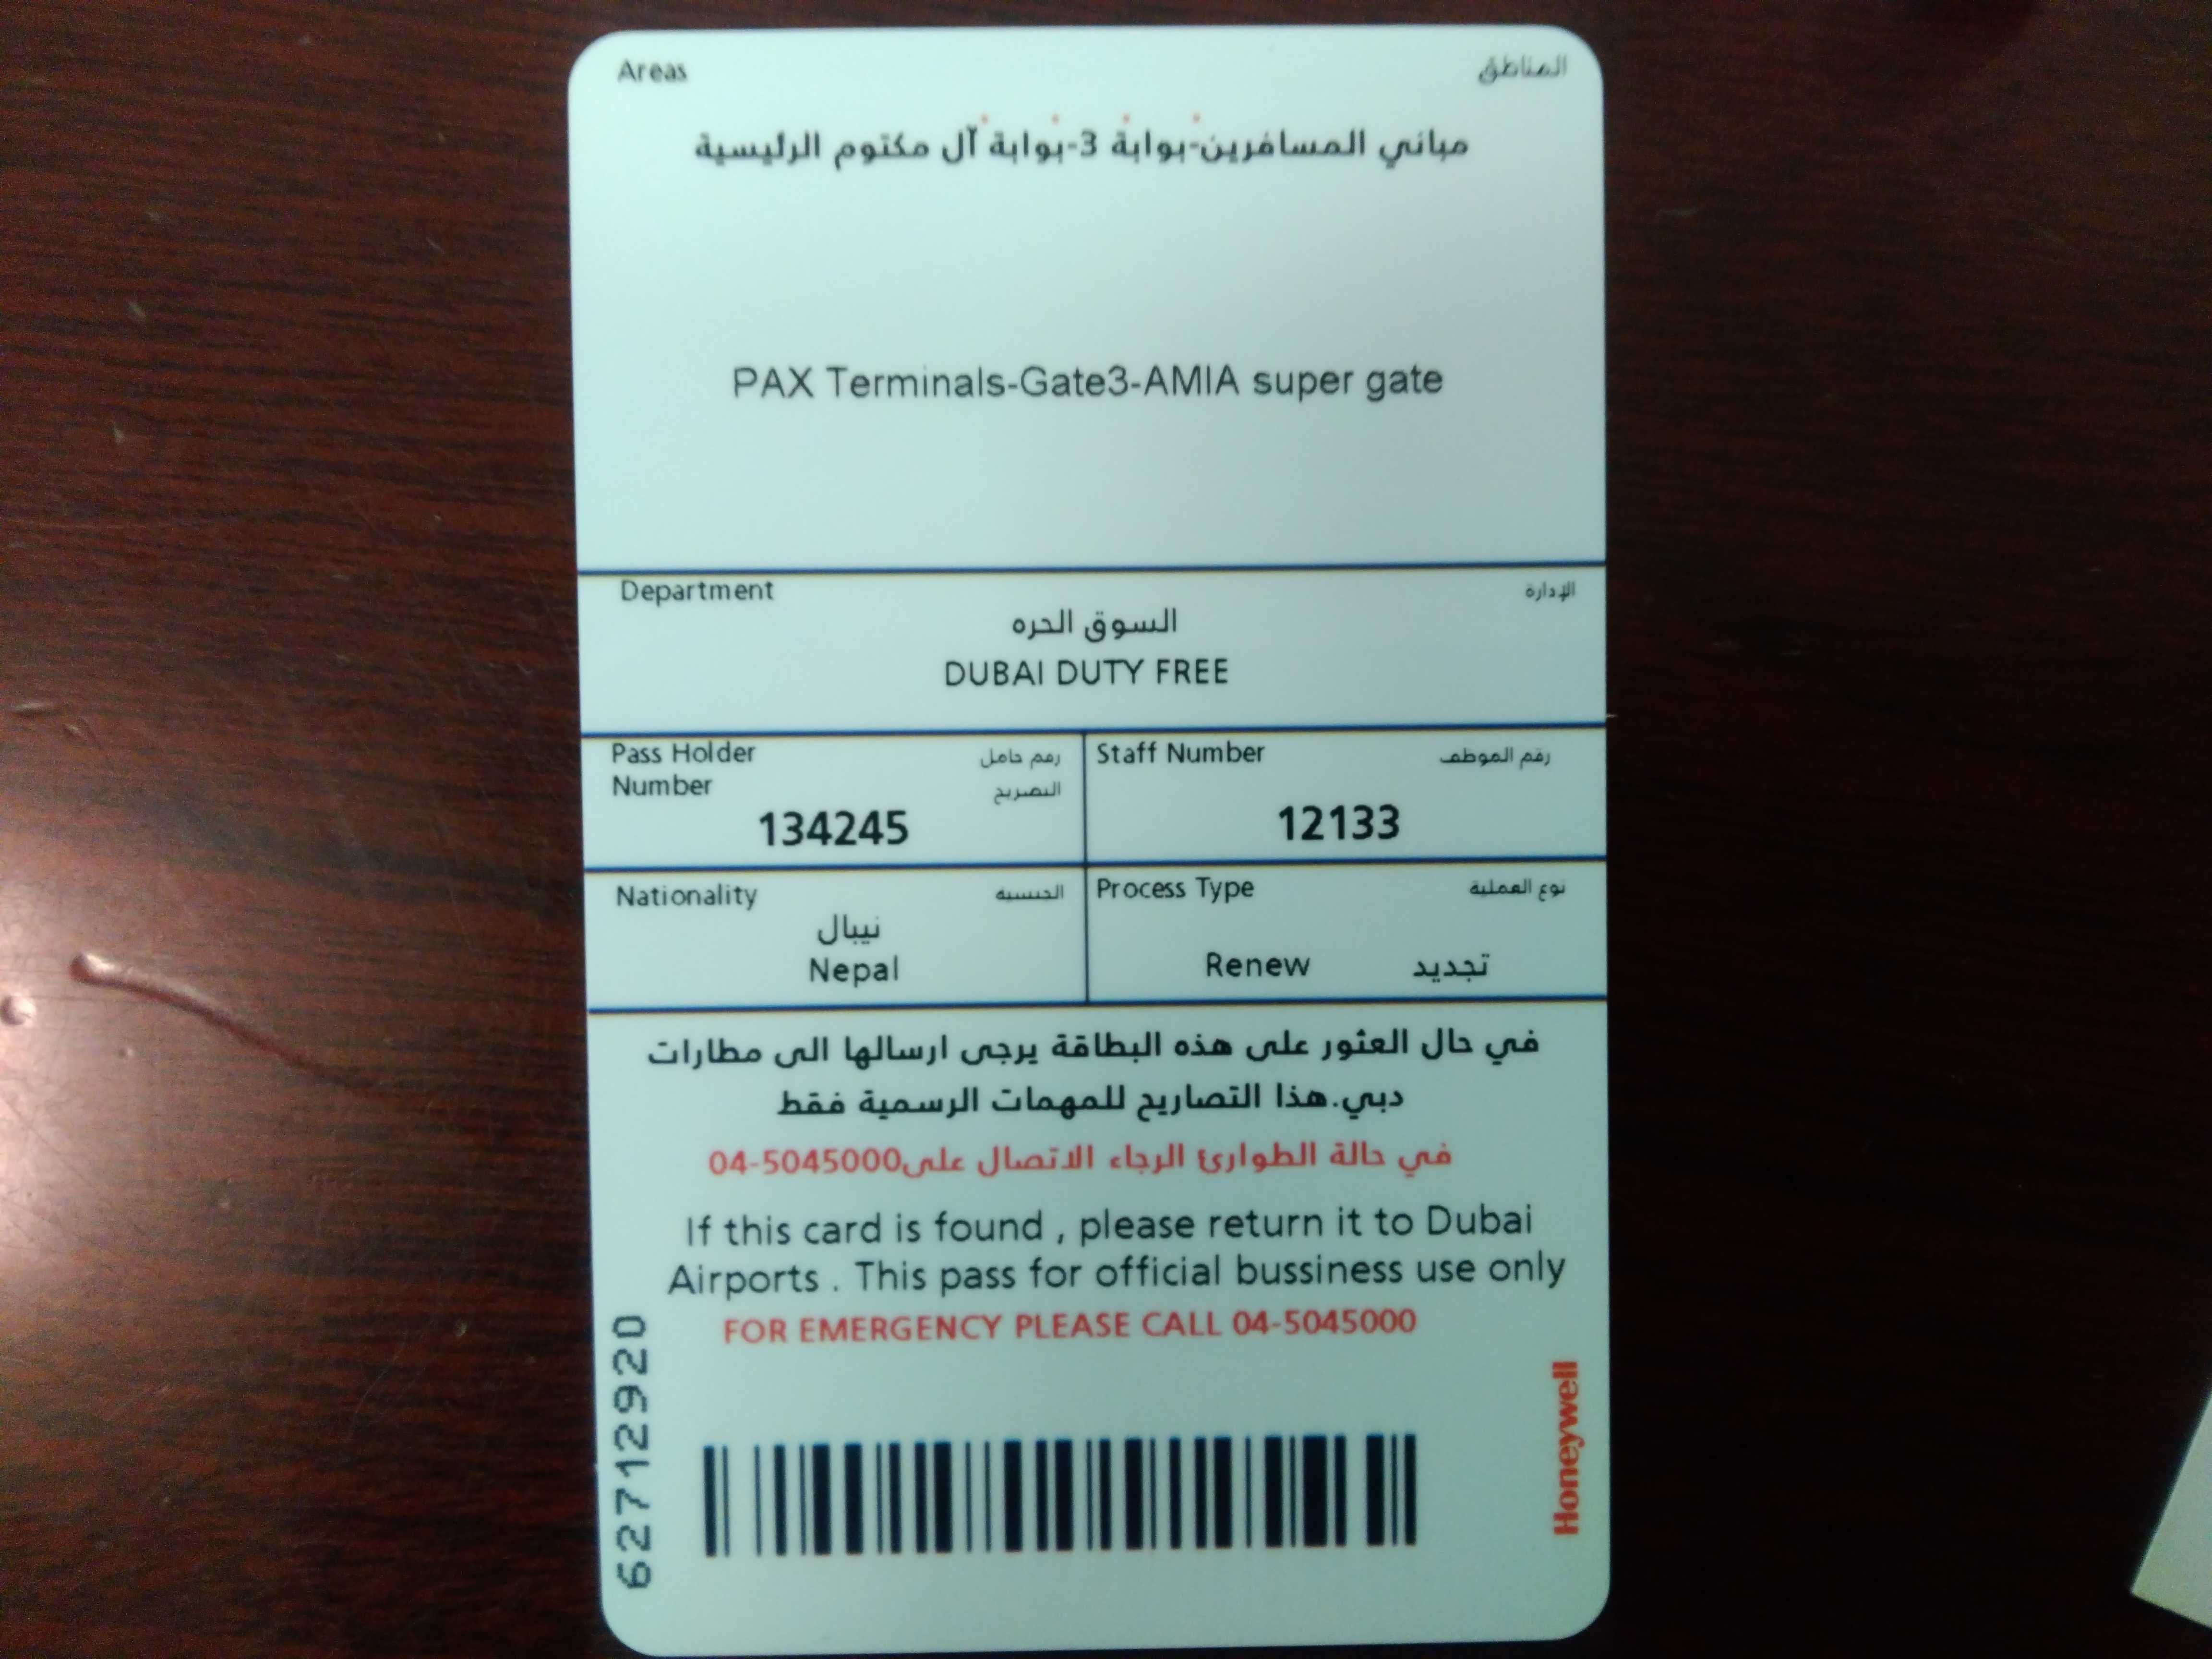 Areas المناطق
مباني المسافرين-بوابة 3-بوابة آل مكتوم الرئيسية
PAX Terminals-Gate3-AMIA super gate
Department الإدارة
السوق الحره
DUBAI DUTY FREE
Pass Holder رقم حامل
Number التصريح
134245
Staff Number رقم الموظف
12133
Nationality الجنسية
نيبال
Nepal
Process Type نوع العملية
Renew تجديد
في حال العثور على هذه البطاقة يرجى ارسالها الى مطارات
دبي.هذا التصاريح للمهمات الرسمية فقط
في حالة الطوارئ الرجاء الاتصال على04-5045000
If this card is found , please return it to Dubai
Airports . This pass for official bussiness use only
FOR EMERGENCY PLEASE CALL 04-5045000
62712920
Honeywell